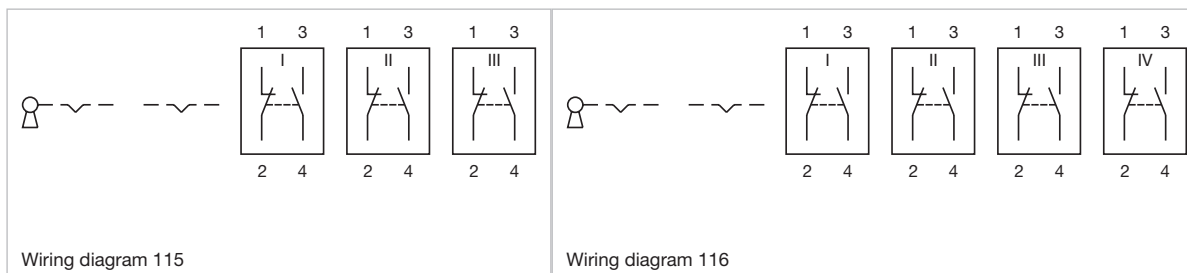 1 3 1 3 1 3
I II III
2 4 2 4 2 4
Wiring diagram 115
1 3 1 3 1 3 1 3
I II III IV
2 4 2 4 2 4 2 4
Wiring diagram 116